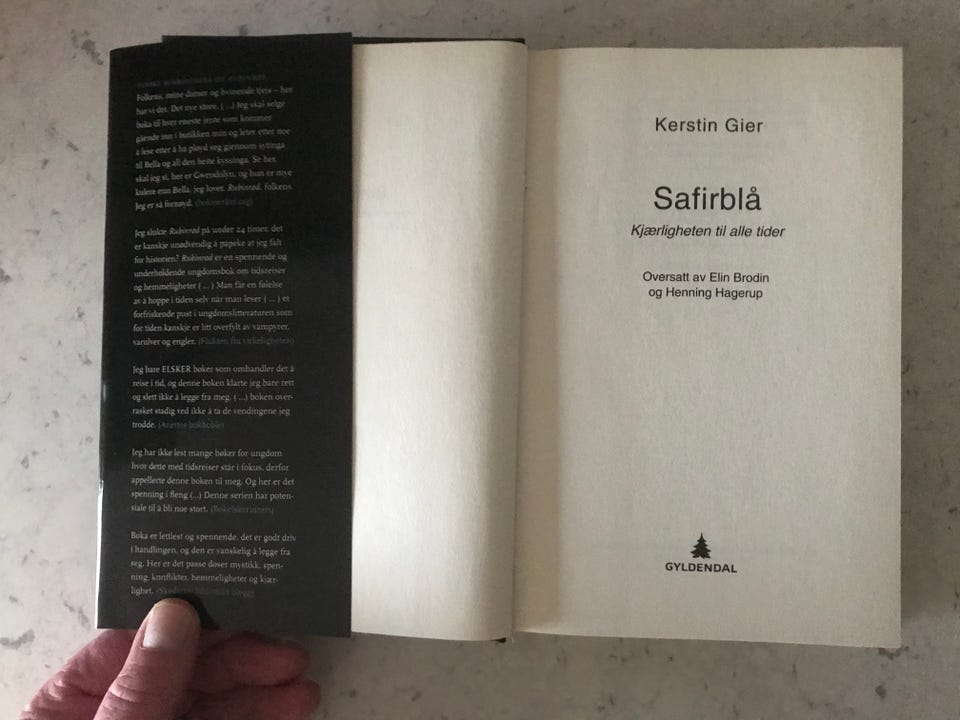 Folkens, mine damer og hvinende tiers – her
har vi det. Det nye store. (...) Jeg skal selge
boka til hver eneste jente som kommer
gående inn i butikken min og leter etter noe
å lese etter å ha pløyd seg gjennom sytinga
til Bella og all den heite kyssinga. Se her,
skal jeg si, her er Gwendolyn, og hun er mye
kulere enn Bella, jeg lover. Rubinrød, folkens.
Jeg er så fornøyd. (bokmerker.org)
Jeg slukte Rubinrød på under 24 timer, det
er kanskje unødvendig å påpeke at jeg falt
for historien? Rubinrød er en spennende og
underholdende ungdomsbok om tidsreiser
og hemmeligheter (...) Man får en følelse
av å hoppe i tiden selv når man leser (...) et
forfriskende pust i ungdomslitteraturen som
for tiden kanskje er litt overfylt av vampyrer,
varulver og engler. (Flukten fra virkeligheten)
Jeg bare ELSKER bøker som omhandler det å
reise i tid, og denne boken klarte jeg bare rett
og slett ikke å legge fra meg. (...) boken over-
rasket stadig ved ikke å ta de vendingene jeg
trodde. (Anettes bokboble)
Jeg har ikke lest mange bøker for ungdom
hvor dette med tidsreiser står i fokus, derfor
appellerte denne boken til meg. Og her er det
spenning i fleng (...) Denne serien har poten-
siale til å bli noe stort. (Bokelskerinnen)
Boka er lettlest og spennende, det er godt driv
i handlingen, og den er vanskelig å legge fra
seg. Her er det passe doser mystikk, spen-
ning, konflikter, hemmeligheter og kjær-
lighet.
Kerstin Gier
Safirblå
Kjærligheten til alle tider
Oversatt av Elin Brodin
og Henning Hagerup
GYLDENDAL